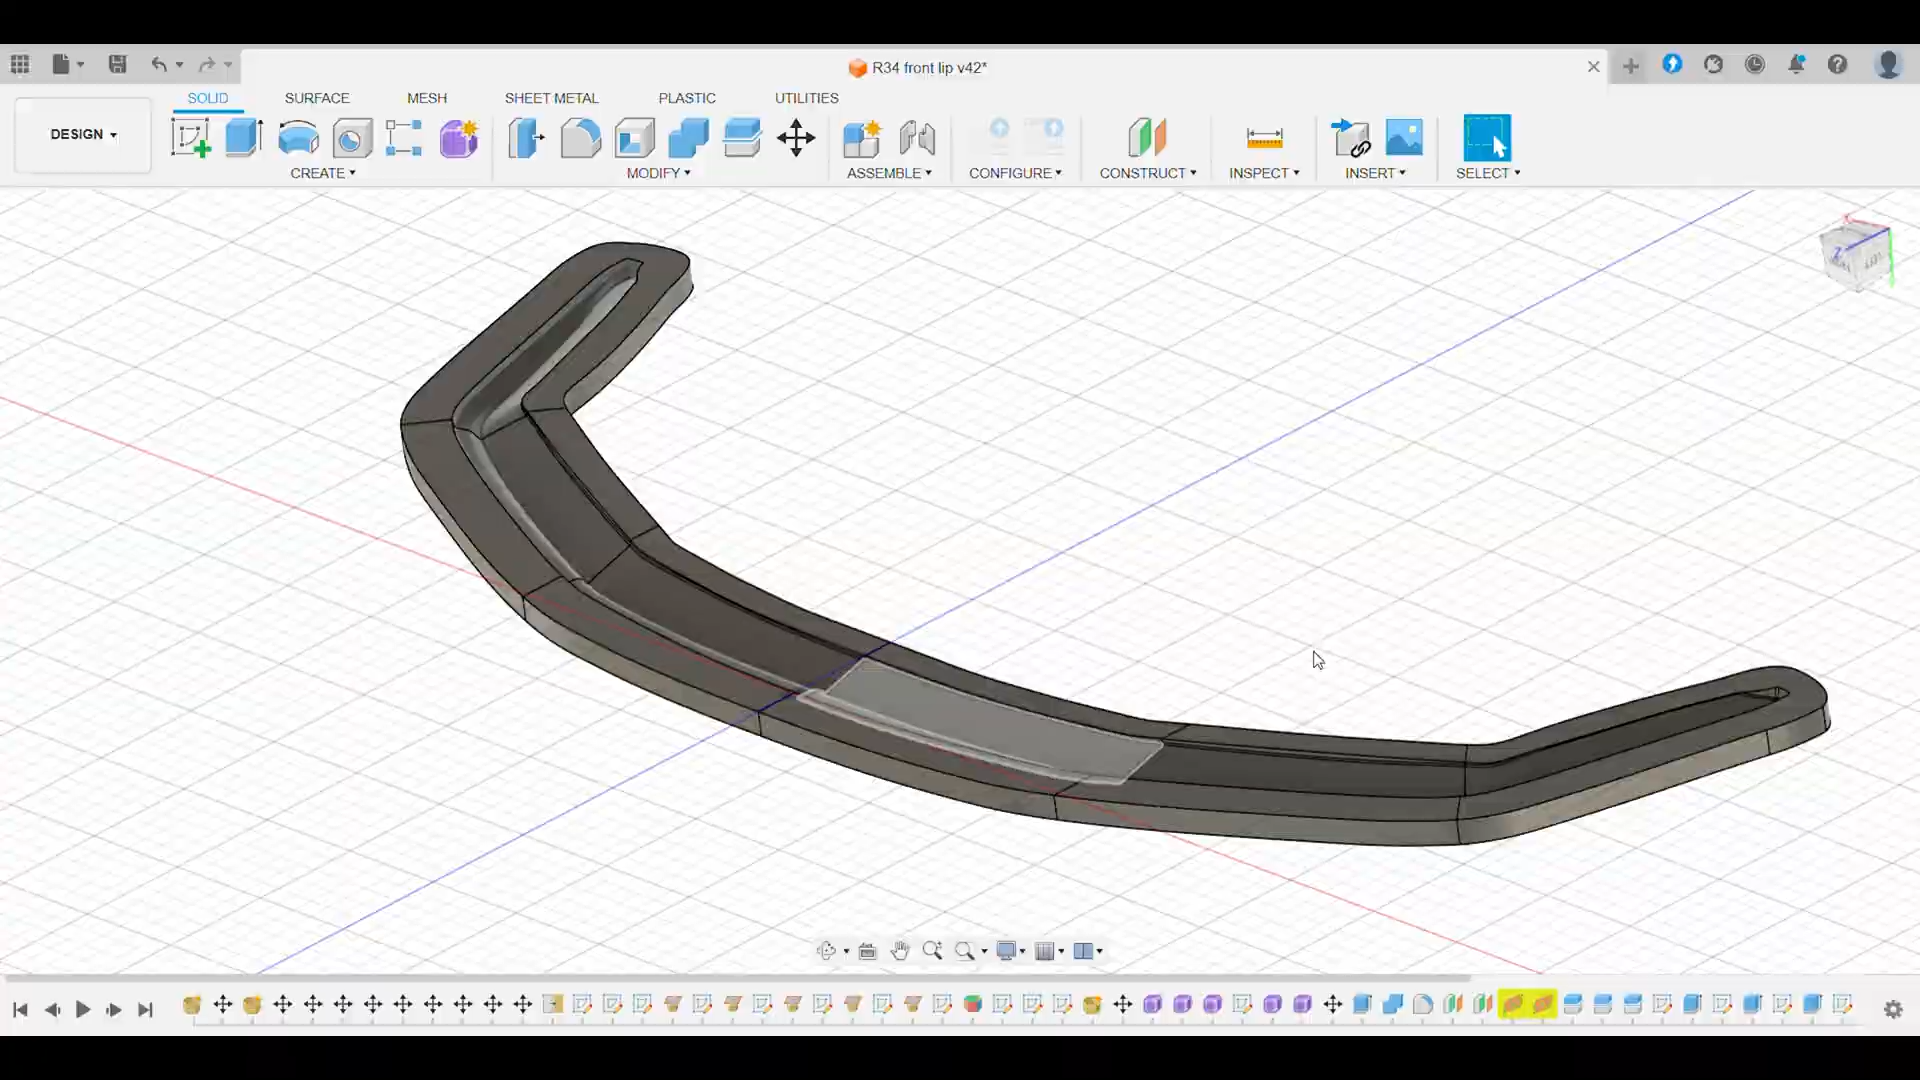 R34 front lip v42*
SOLID SURFACE MESH SHEET METAL PLASTIC UTILITIES
DESIGN
CREATE MODIFY ASSEMBLE CONFIGURE CONSTRUCT INSPECT INSERT SELECT
Z